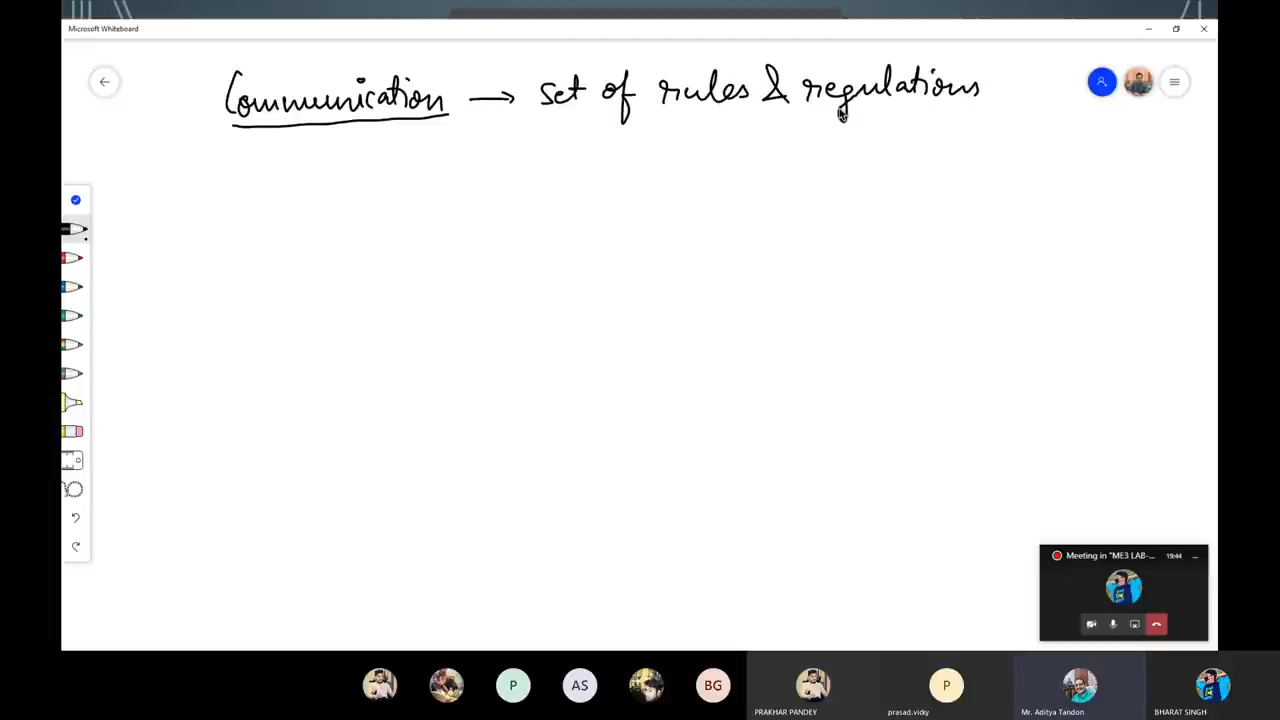 Microsoft Whiteboard
Communication → set of rules & regulations
Meeting in "ME3 LAB-... 19:44
P
AS
BG
P
PRAKHAR PANDEY
prasad.vicky
Mr. Aditya Tandon
BHARAT SINGH